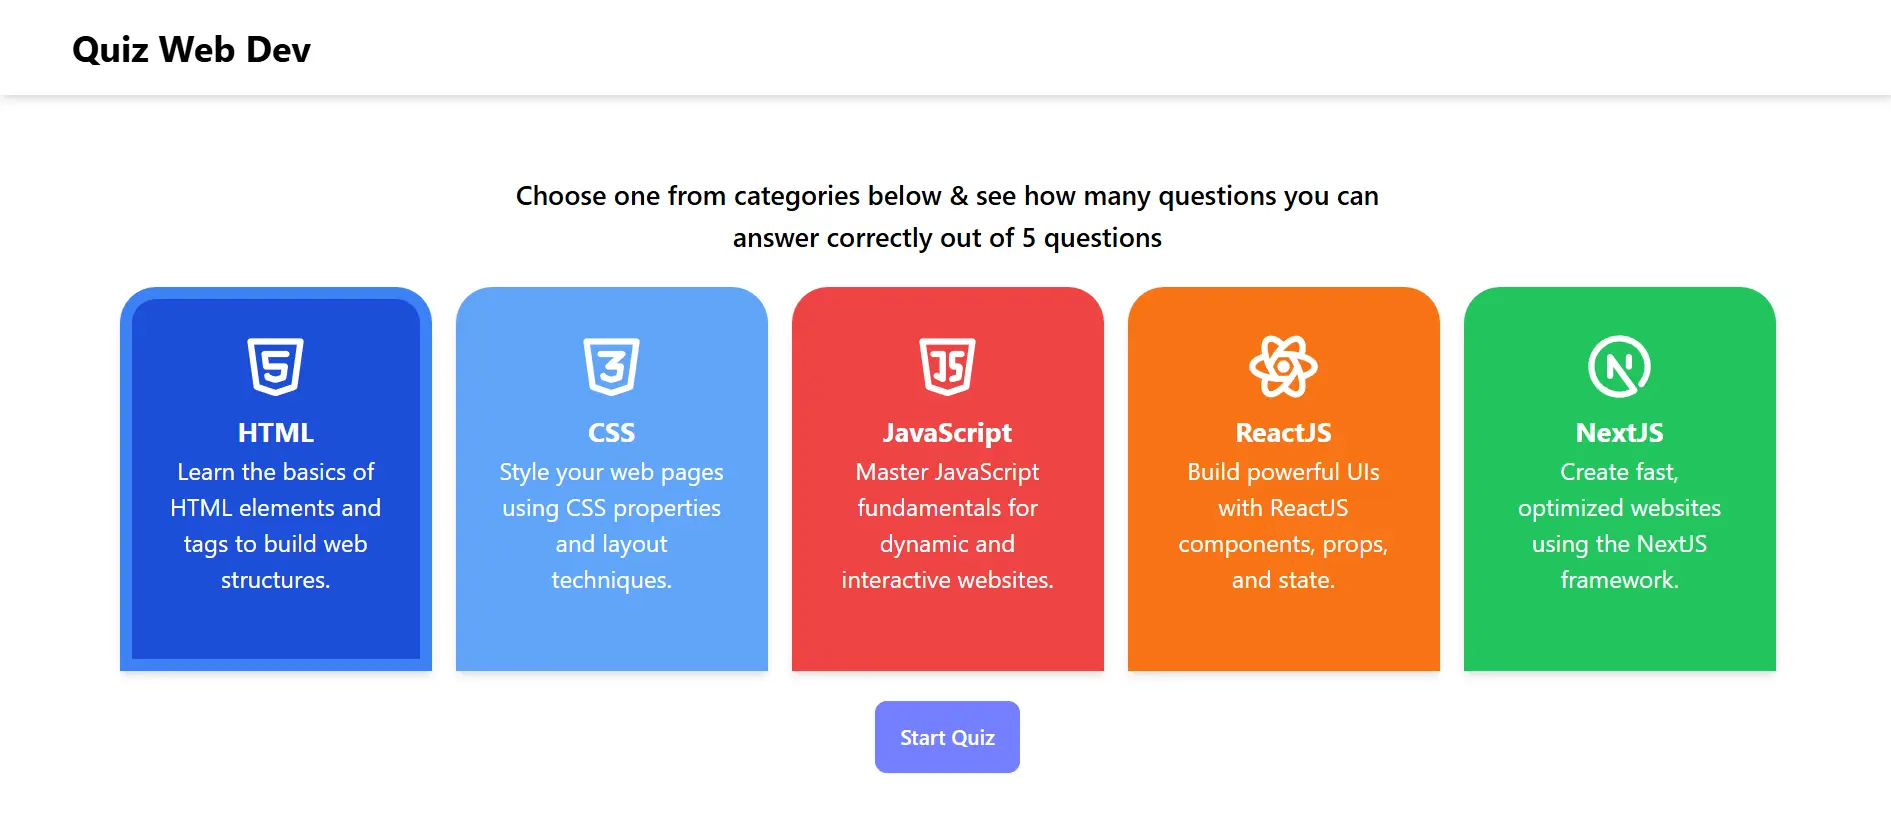 Quiz Web Dev
Choose one from categories below & see how many questions you can
answer correctly out of 5 questions
5
HTML
Learn the basics of
HTML elements and
tags to build web
structures.
3
CSS
Style your web pages
using CSS properties
and layout
techniques.
JS
JavaScript
Master JavaScript
fundamentals for
dynamic and
interactive websites.
ReactJS
Build powerful UIs
with ReactJS
components, props,
and state.
N
NextJS
Create fast,
optimized websites
using the NextJS
framework.
Start Quiz